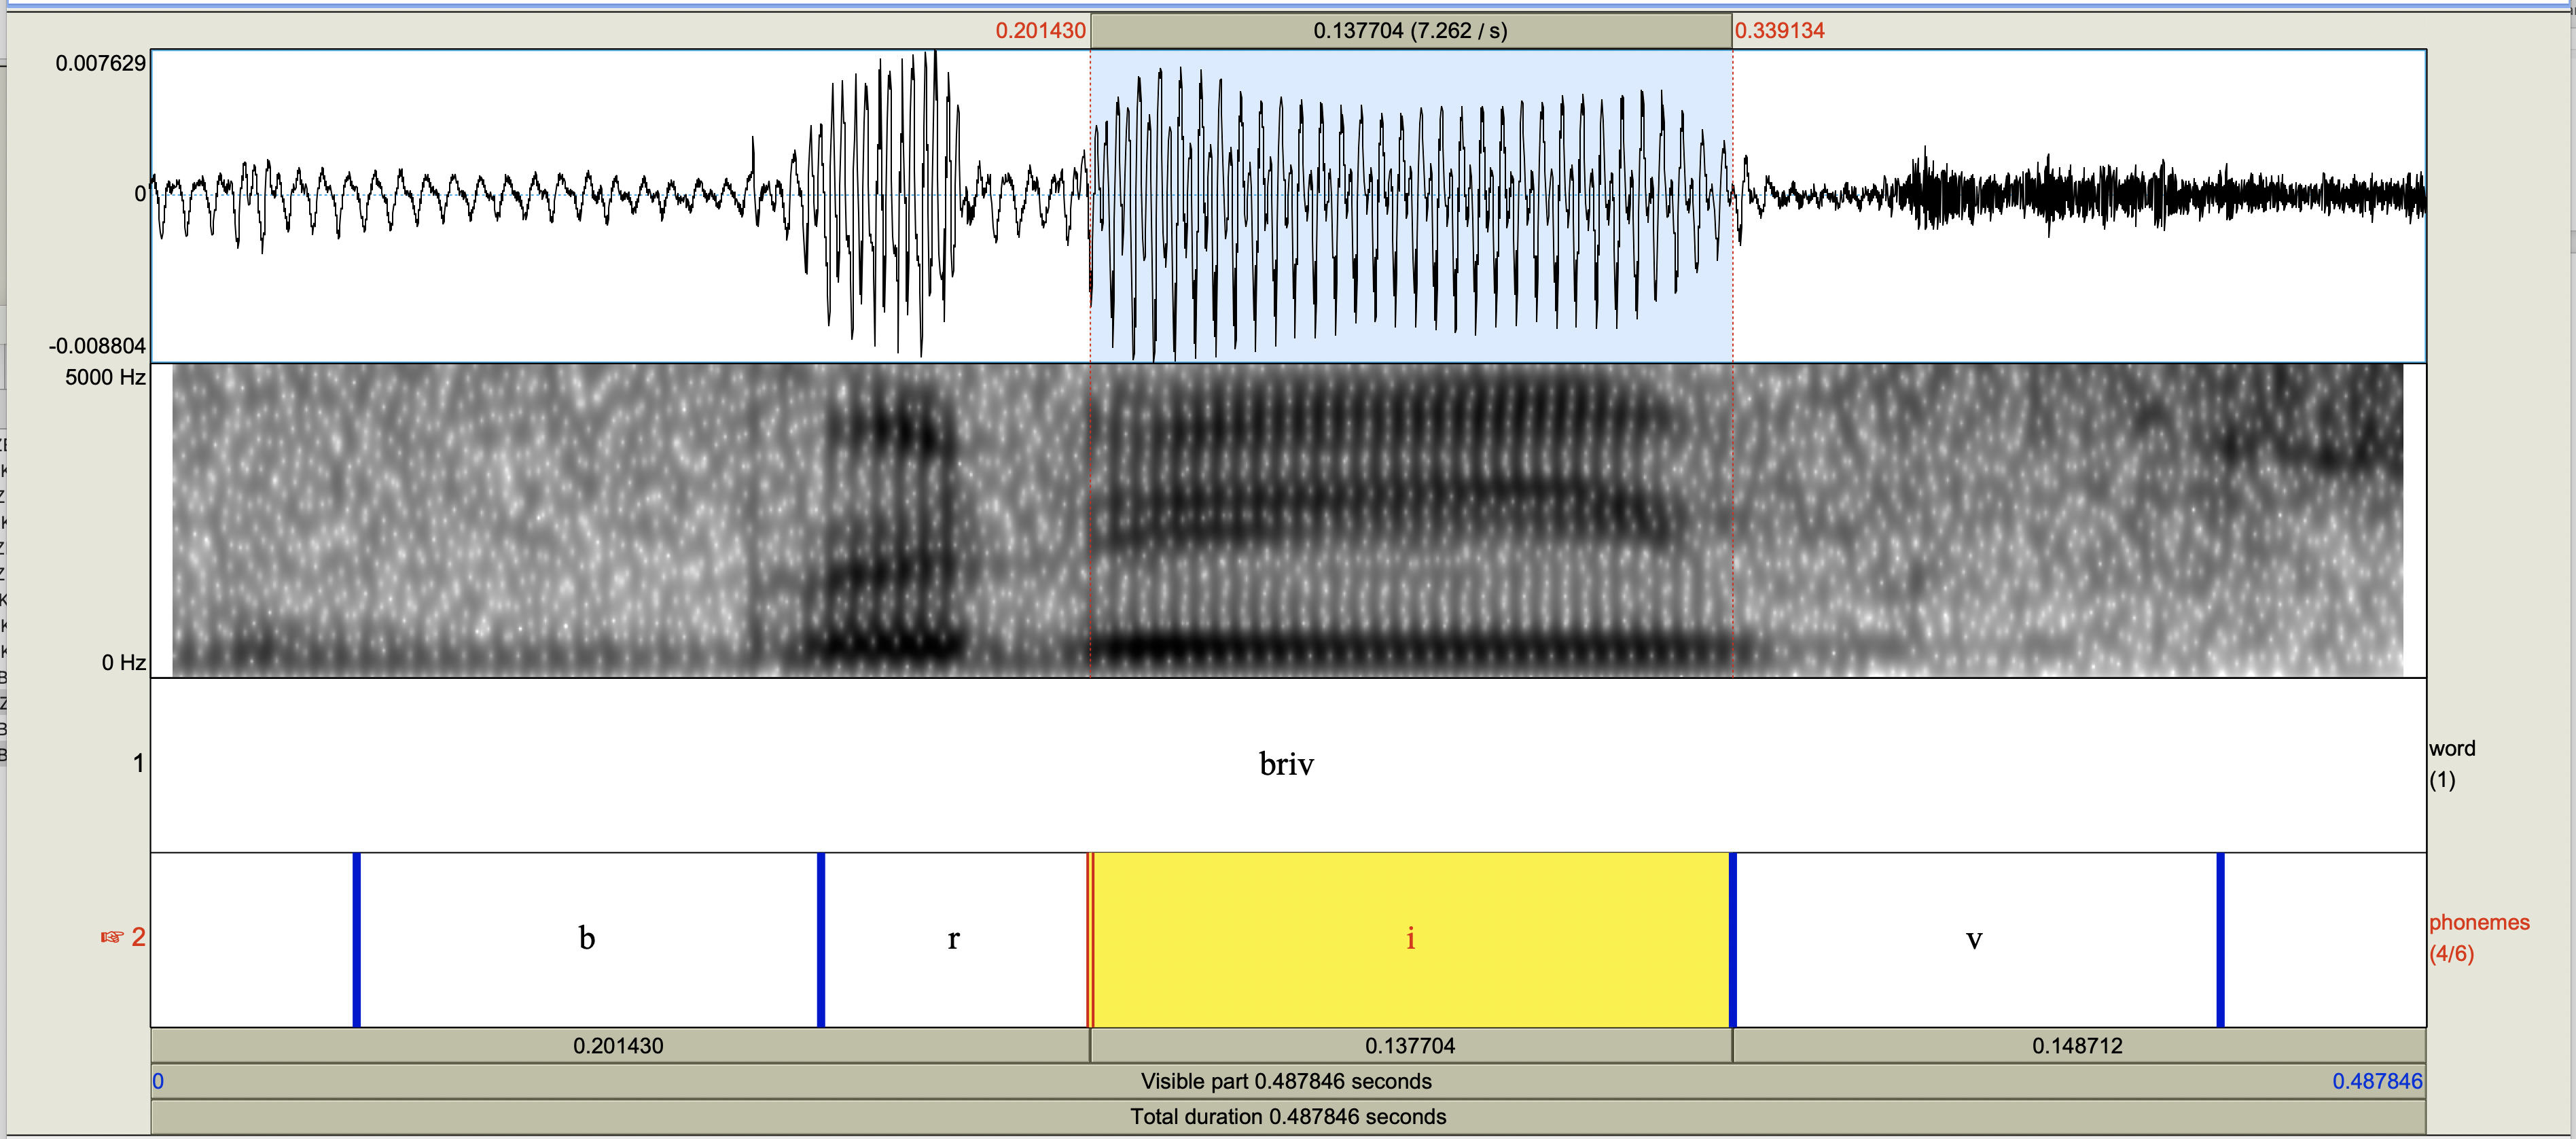 0.201430 0.137704 (7.262 / s) 0.339134
0.007629
0
-0.008804
5000 Hz
0 Hz
1 briv word
(1)
☞ 2 b r i v phonemes
(4/6)
0.201430 0.137704 0.148712
0 Visible part 0.487846 seconds 0.487846
Total duration 0.487846 seconds